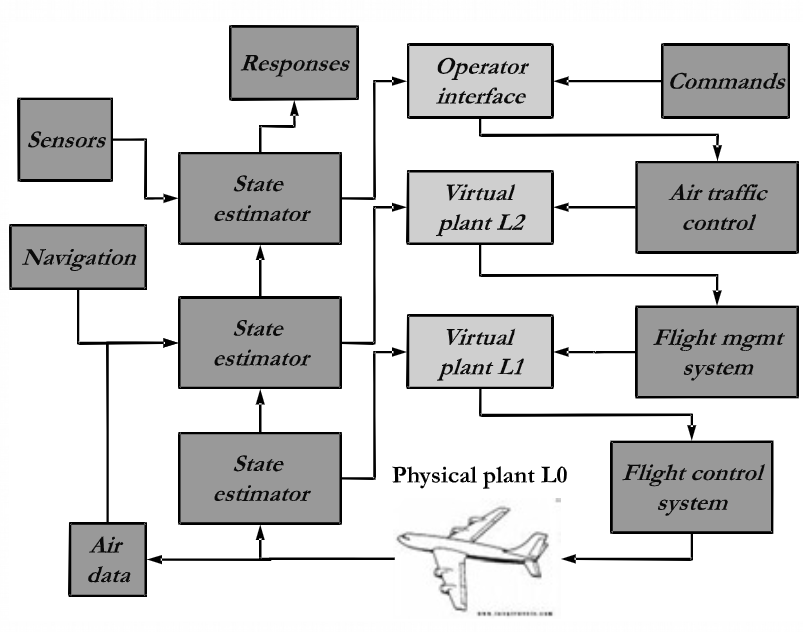 Responses
Operator
interface
Commands
Sensors
State
estimator
Virtual
plant L2
Air traffic
control
Navigation
State
estimator
Virtual
plant L1
Flight mgmt
system
State
estimator
Physical plant L0
Flight control
system
Air
data